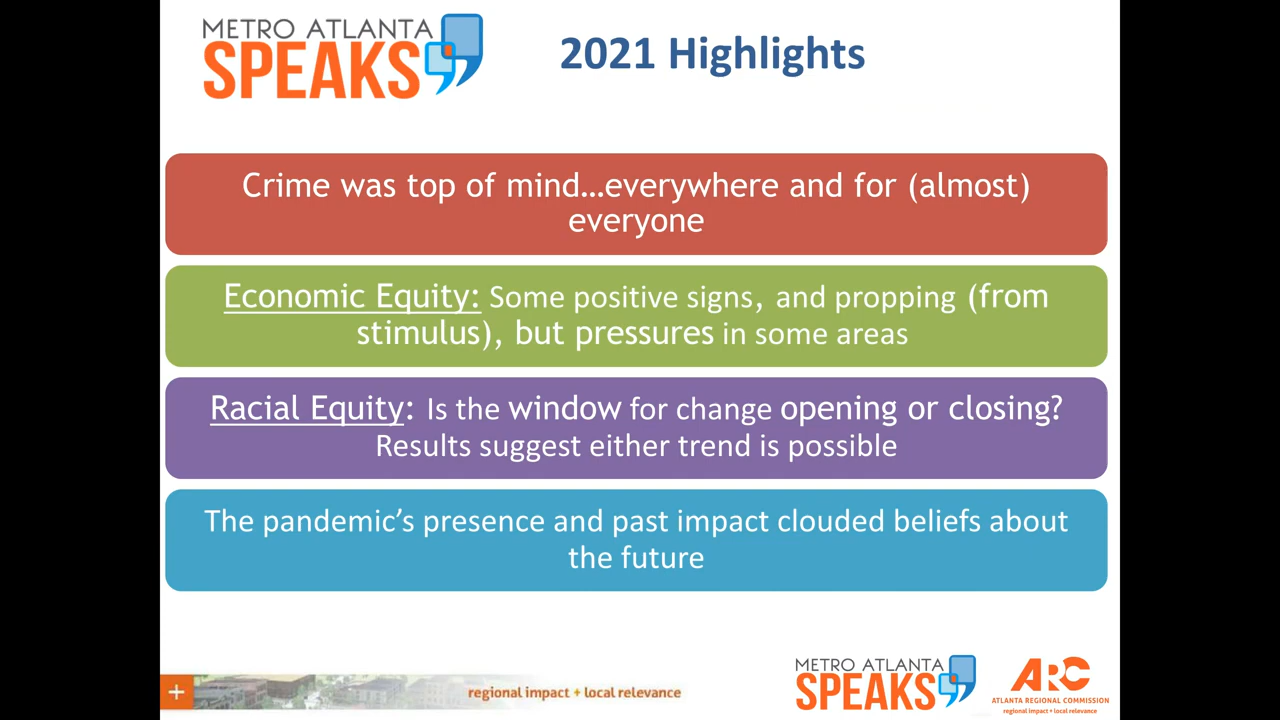 METRO ATLANTA
SPEAKS
2021 Highlights
Crime was top of mind…everywhere and for (almost)
everyone
Economic Equity: Some positive signs, and propping (from
stimulus), but pressures in some areas
Racial Equity: Is the window for change opening or closing?
Results suggest either trend is possible
The pandemic’s presence and past impact clouded beliefs about
the future
+
regional impact + local relevance
METRO ATLANTA
SPEAKS
ARC
ATLANTA REGIONAL COMMISSION
regional impact + local relevance